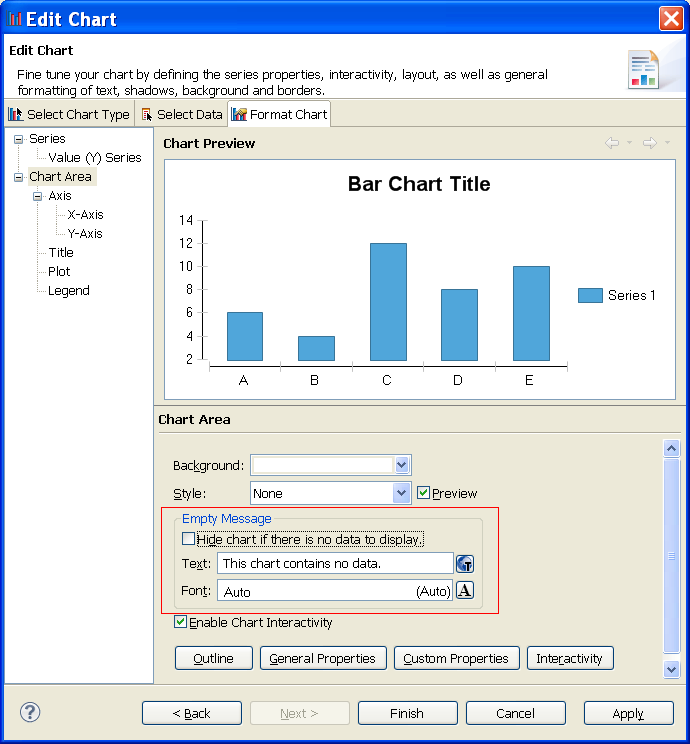 Edit Chart
Edit Chart
Fine tune your chart by defining the series properties, interactivity, layout, as well as general
formatting of text, shadows, background and borders.
Select Chart Type Select Data Format Chart
Series
Value (Y) Series
Chart Area
Axis
X-Axis
Y-Axis
Title
Plot
Legend
Chart Preview
Bar Chart Title
14
12
10
8
6
4
2
A B C D E
Series 1
Chart Area
Background:
Style: None Preview
Empty Message
Hide chart if there is no data to display.
Text: This chart contains no data.
Font: Auto (Auto) A
Enable Chart Interactivity
Outline General Properties Custom Properties Interactivity
? < Back Next > Finish Cancel Apply